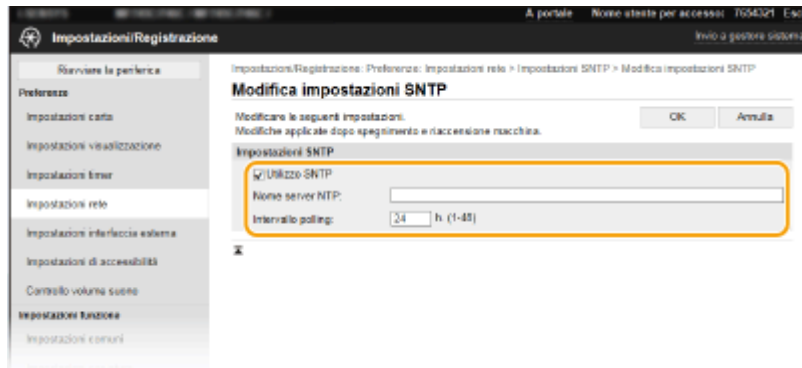 A portale Nome utente per accesso: 7654321 Esc
Impostazioni/Registrazione
Invio a gestore sistema
Riavviare la periferica
Impostazioni/Registrazione: Preferenze: Impostazioni rete > Impostazioni SNTP > Modifica impostazioni SNTP
Preferenze
Modifica impostazioni SNTP
Impostazioni carta
Modificare le seguenti impostazioni.
Modifiche applicate dopo spegnimento e riaccensione macchina.
OK
Annulla
Impostazioni visualizzazione
Impostazioni SNTP
Impostazioni timer
Utilizzo SNTP
Nome server NTP:
Impostazioni rete
Intervallo polling: 24 h. (1-48)
Impostazioni interfaccia esterna
Impostazioni di accessibilità
Controllo volume suono
Impostazioni funzione
Impostazioni comuni